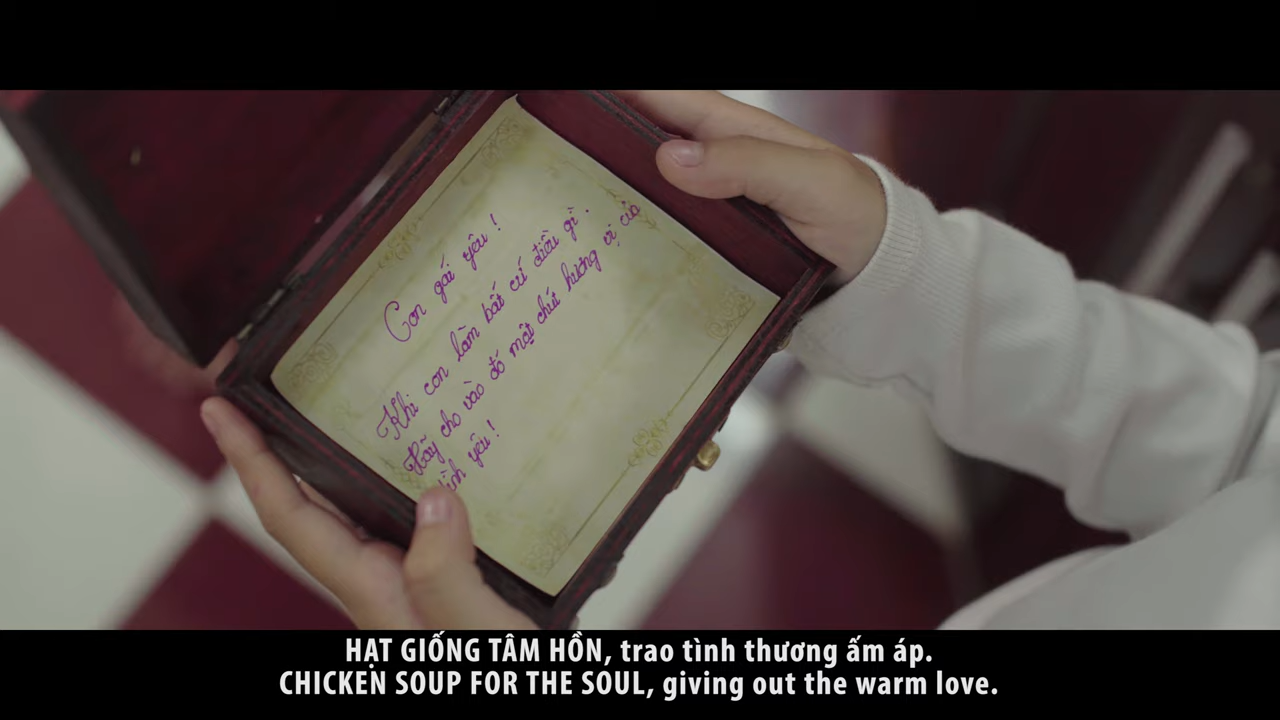 Con gái yêu !
Khi con làm bất cứ điều gì .
Hãy cho vào đó một chút hương vị của
tình yêu !
HẠT GIỐNG TÂM HỒN, trao tình thương ấm áp.
CHICKEN SOUP FOR THE SOUL, giving out the warm love.